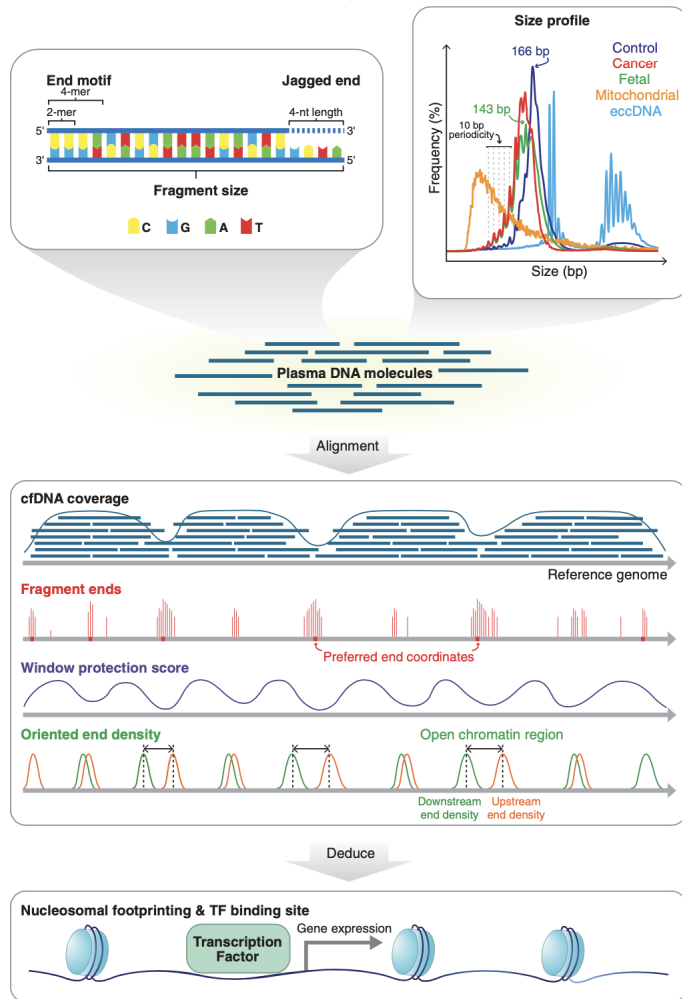 Size profile
166 bp
Control
Cancer
Fetal
Mitochondrial
eccDNA
143 bp
10 bp
periodicity
Frequency (%)
Size (bp)
End motif
Jagged end
4-mer
2-mer
4-nt length
5'
3'
3'
5'
Fragment size
C
G
A
T
Plasma DNA molecules
Alignment
cfDNA coverage
Reference genome
Fragment ends
Preferred end coordinates
Window protection score
Oriented end density
Open chromatin region
Downstream
end density
Upstream
end density
Deduce
Nucleosomal footprinting & TF binding site
Gene expression
Transcription
Factor